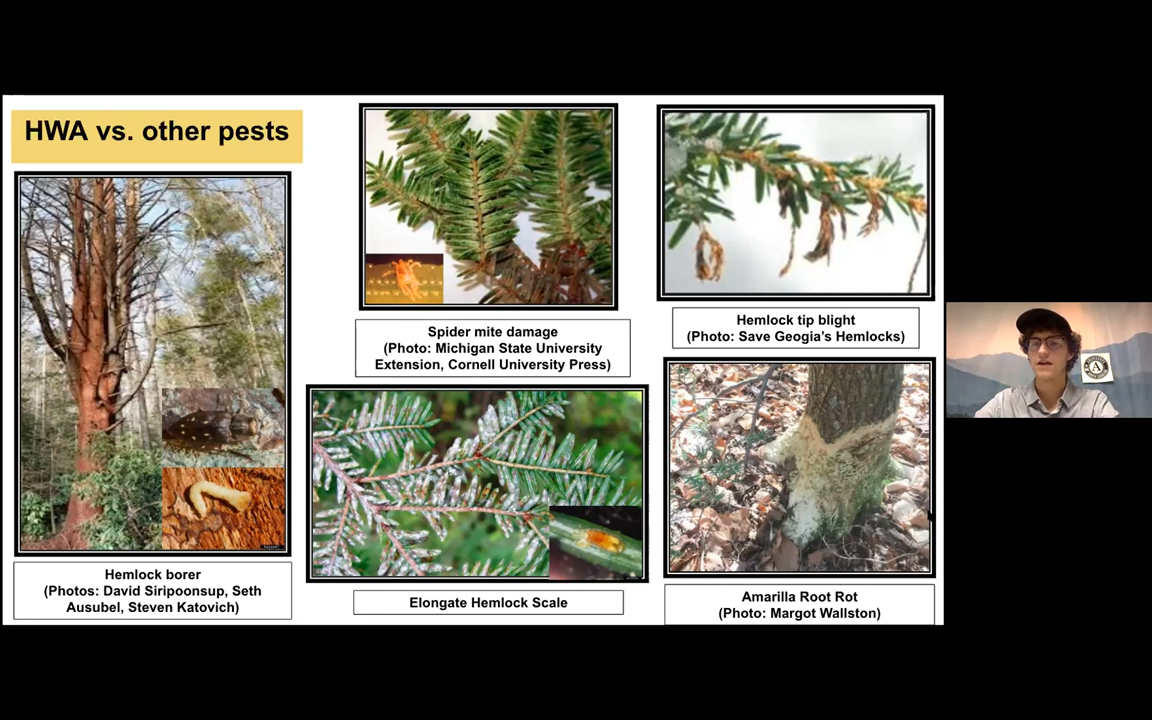 HWA vs. other pests
Spider mite damage
(Photo: Michigan State University
Extension, Cornell University Press)
Hemlock tip blight
(Photo: Save Geogia's Hemlocks)
Hemlock borer
(Photos: David Siripoonsup, Seth
Ausubel, Steven Katovich)
Elongate Hemlock Scale
Amarilla Root Rot
(Photo: Margot Wallston)
A